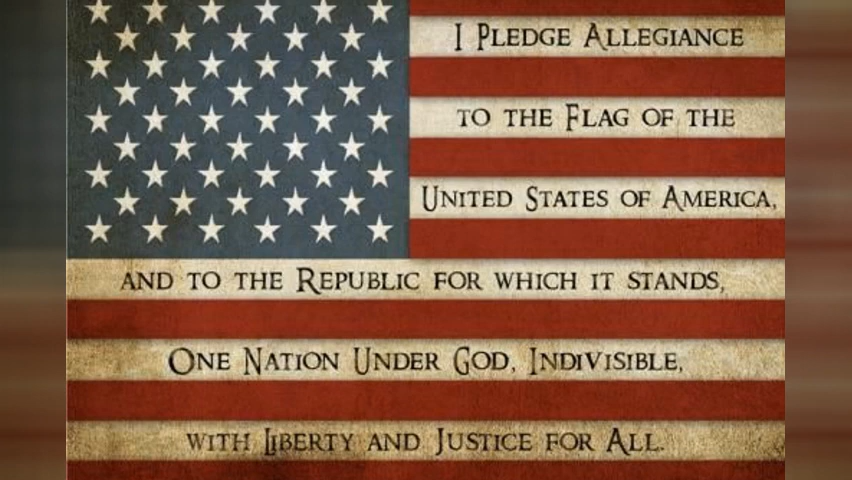 I Pledge Allegiance
to the Flag of the
United States of America,
and to the Republic for which it stands,
One Nation Under God, Indivisible,
with Liberty and Justice for All.